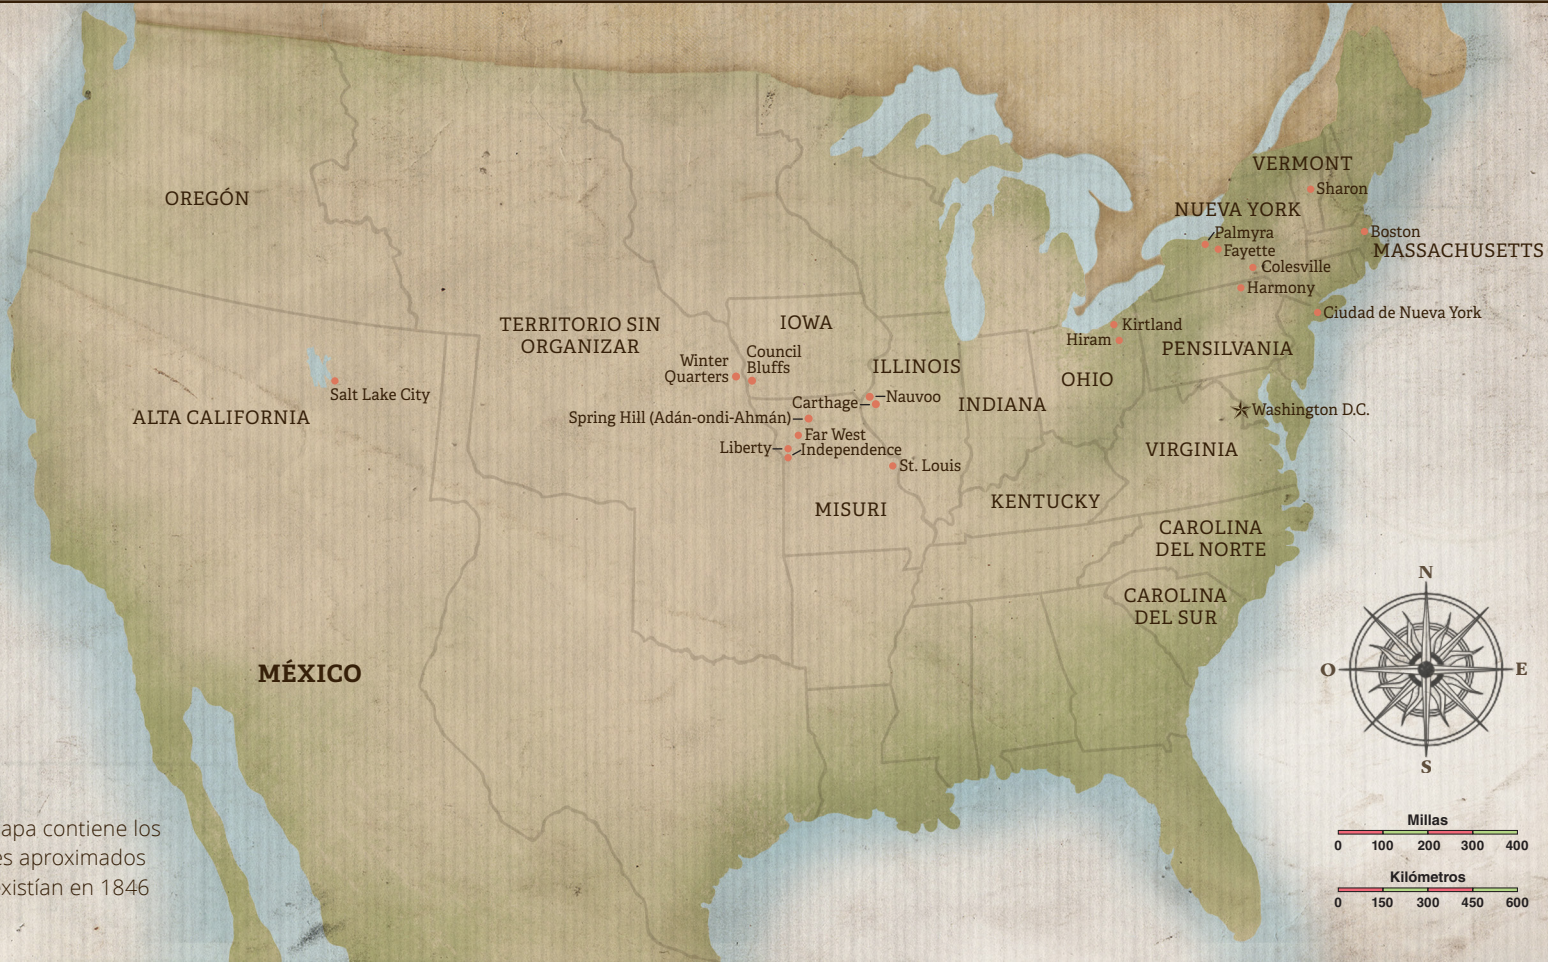 VERMONT
Sharon
OREGÓN
NUEVA YORK
Palmyra
Boston
Fayette
MASSACHUSETTS
Colesville
Harmony
Ciudad de Nueva York
TERRITORIO SIN
ORGANIZAR
IOWA
Kirtland
Hiram
PENSILVANIA
Council
Bluffs
Winter
Quarters
ILLINOIS
OHIO
Salt Lake City
Nauvoo
Carthage
INDIANA
Washington D.C.
ALTA CALIFORNIA
Spring Hill (Adán-ondi-Ahmán)
Far West
Liberty
Independence
VIRGINIA
St. Louis
MISURI
KENTUCKY
CAROLINA
DEL NORTE
CAROLINA
DEL SUR
MÉXICO
N
O
E
S
apa contiene los
es aproximados
xistían en 1846
Millas
0 100 200 300 400
Kilómetros
0 150 300 450 600